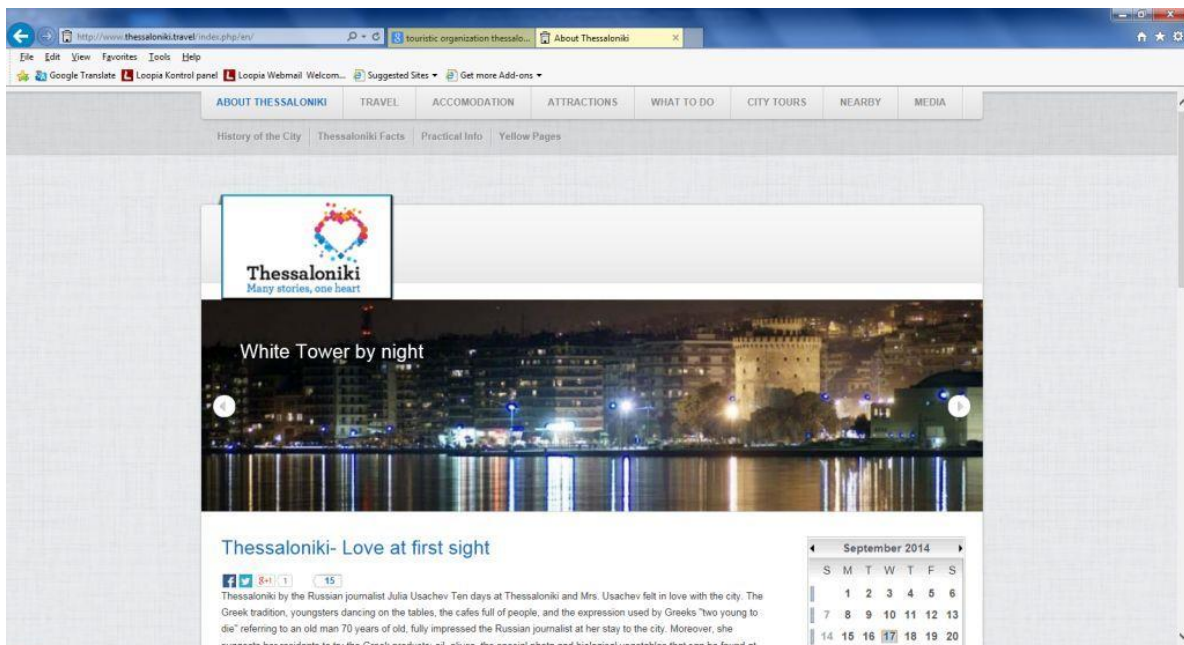 http://www.thessaloniki.travel/index.php/en/
touristic organization thessalo...
About Thessaloniki
File Edit View Favorites Tools Help
Google Translate Loopia Kontrol panel Loopia Webmail Welcom... Suggested Sites Get more Add-ons
ABOUT THESSALONIKI TRAVEL ACCOMODATION ATTRACTIONS WHAT TO DO CITY TOURS NEARBY MEDIA
History of the City Thessaloniki Facts Practical Info Yellow Pages
Thessaloniki
Many stories, one heart
White Tower by night
Thessaloniki- Love at first sight
8+1 1 15
Thessaloniki by the Russian journalist Julia Usachev Ten days at Thessaloniki and Mrs. Usachev felt in love with the city. The
Greek tradition, youngsters dancing on the tables, the cafes full of people, and the expression used by Greeks "two young to
die" referring to an old man 70 years of old, fully impressed the Russian journalist at her stay to the city. Moreover, she
September 2014
S M T W T F S
1 2 3 4 5 6
7 8 9 10 11 12 13
14 15 16 17 18 19 20